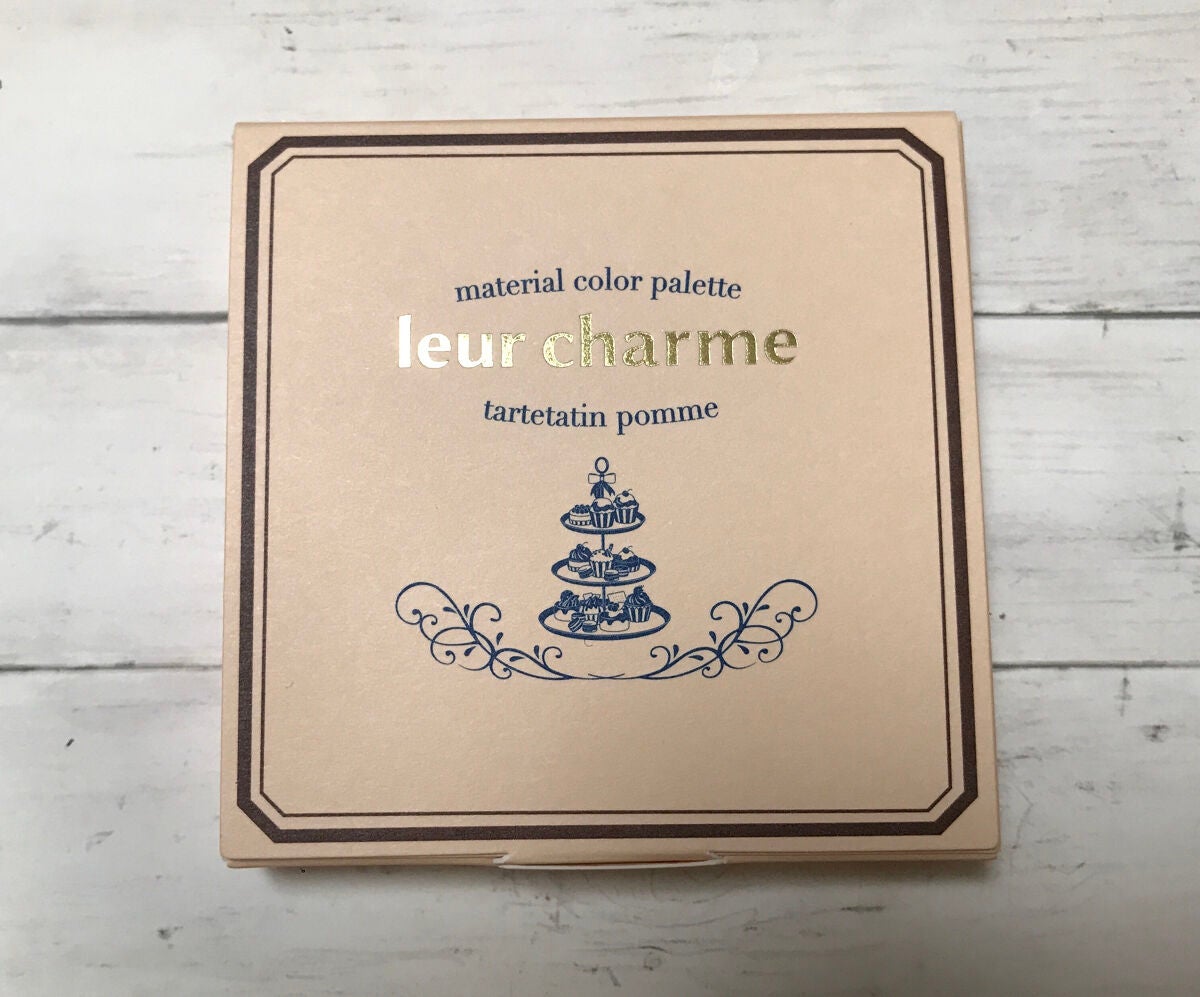 material color palette
leur charme
tartetatin pomme